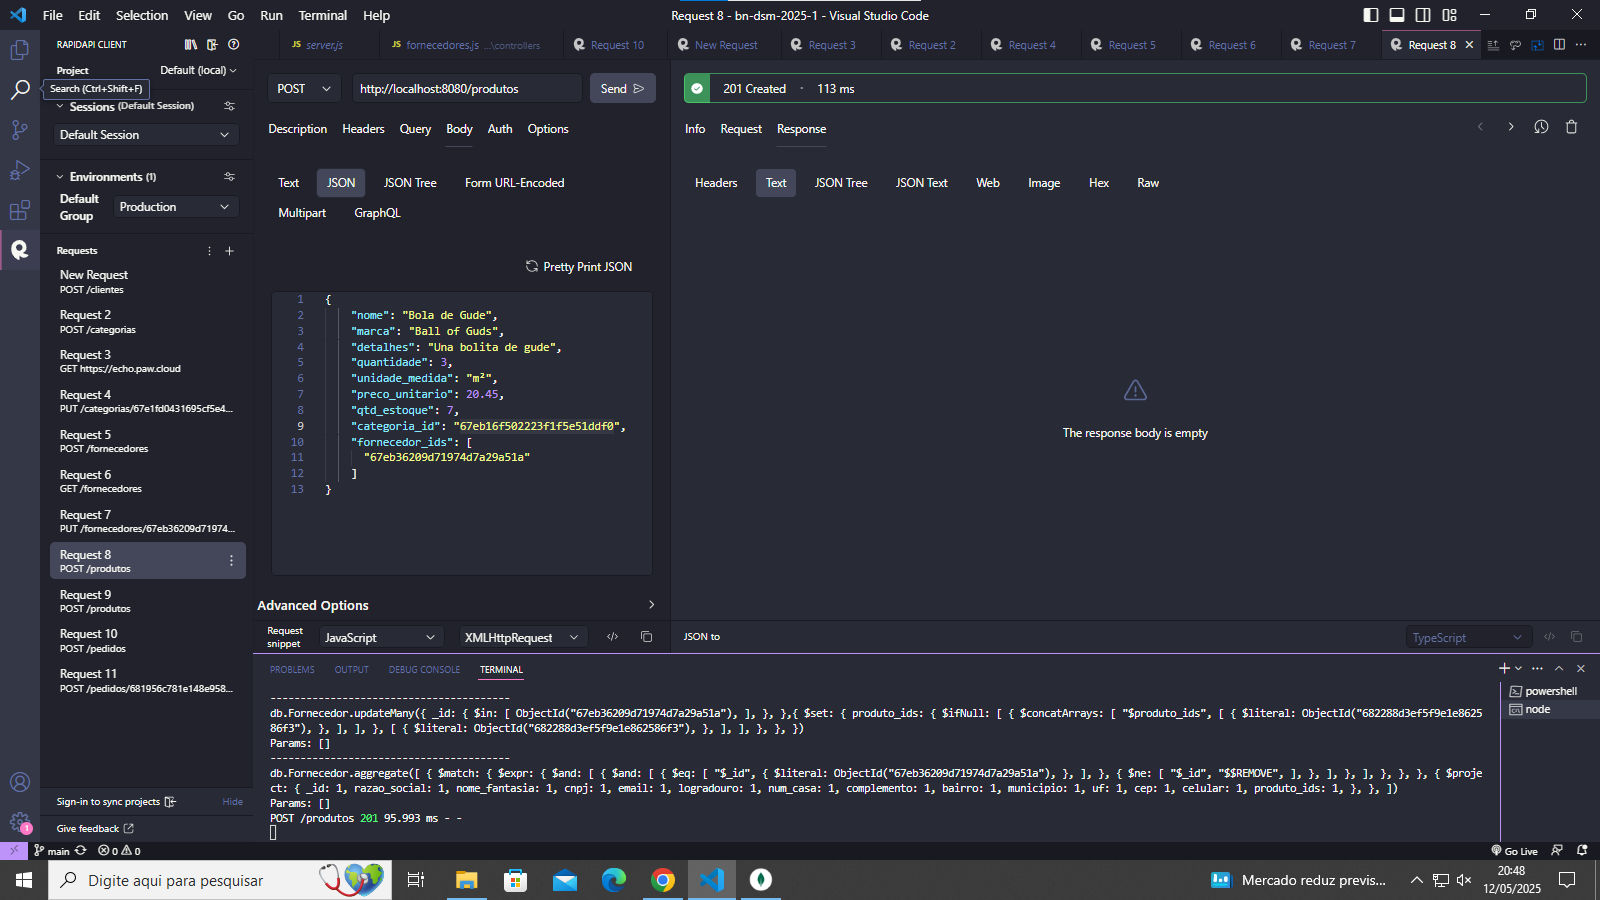 File Edit Selection View Go Run Terminal Help
Request 8 - bn-dsm-2025-1 - Visual Studio Code
RAPIDAPI CLIENT
Project
Default (local)
Search (Ctrl+Shift+F)
Sessions (Default Session)
Default Session
Environments (1)
Default Group
Production
Requests
New Request
POST /clientes
Request 2
POST /categorias
Request 3
GET https://echo.paw.cloud
Request 4
PUT /categorias/67e1fd0431695cf5e4...
Request 5
POST /fornecedores
Request 6
GET /fornecedores
Request 7
PUT /fornecedores/67eb36209d71974...
Request 8
POST /produtos
Request 9
POST /produtos
Request 10
POST /pedidos
Request 11
POST /pedidos/681956c781e148e958...
Sign-in to sync projects
Hide
Give feedback
JS server.js
JS fornecedores.js ...\controllers
Request 10
New Request
Request 3
Request 2
Request 4
Request 5
Request 6
Request 7
Request 8
POST
http://localhost:8080/produtos
Send
Description Headers Query Body Auth Options
Text JSON JSON Tree Form URL-Encoded
Multipart GraphQL
Pretty Print JSON
1 {
2 "nome": "Bola de Gude",
3 "marca": "Ball of Guds",
4 "detalhes": "Una bolita de gude",
5 "quantidade": 3,
6 "unidade_medida": "m²",
7 "preco_unitario": 20.45,
8 "qtd_estoque": 7,
9 "categoria_id": "67eb16f502223f1f5e51ddf0",
10 "fornecedor_ids": [
11 "67eb36209d71974d7a29a51a"
12 ]
13 }
Advanced Options
Request snippet
JavaScript
XMLHttpRequest
201 Created - 113 ms
Info Request Response
Headers Text JSON Tree JSON Text Web Image Hex Raw
The response body is empty
JSON to
TypeScript
PROBLEMS OUTPUT DEBUG CONSOLE TERMINAL
----------------------------------------
db.Fornecedor.updateMany({ _id: { $in: [ ObjectId("67eb36209d71974d7a29a51a"), ], }, },{ $set: { produto_ids: { $ifNull: [ { $concatArrays: [ "$produto_ids", [ { $literal: ObjectId("682288d3ef5f9e1e8625
86f3"), }, ], ], }, [ { $literal: ObjectId("682288d3ef5f9e1e862586f3"), }, ], ], }, }, })
Params: []
----------------------------------------
db.Fornecedor.aggregate([ { $match: { $expr: { $and: [ { $and: [ { $eq: [ "$_id", { $literal: ObjectId("67eb36209d71974d7a29a51a"), }, ], }, { $ne: [ "$_id", "$$REMOVE", ], }, ], }, ], }, }, }, { $proje
ct: { _id: 1, razao_social: 1, nome_fantasia: 1, cnpj: 1, email: 1, logradouro: 1, num_casa: 1, complemento: 1, bairro: 1, municipio: 1, uf: 1, cep: 1, celular: 1, produto_ids: 1, }, }, ])
Params: []
POST /produtos 201 95.993 ms - -
powershell
node
1
main
0 0
Go Live
Digite aqui para pesquisar
Mercado reduz previs...
20:48
12/05/2025